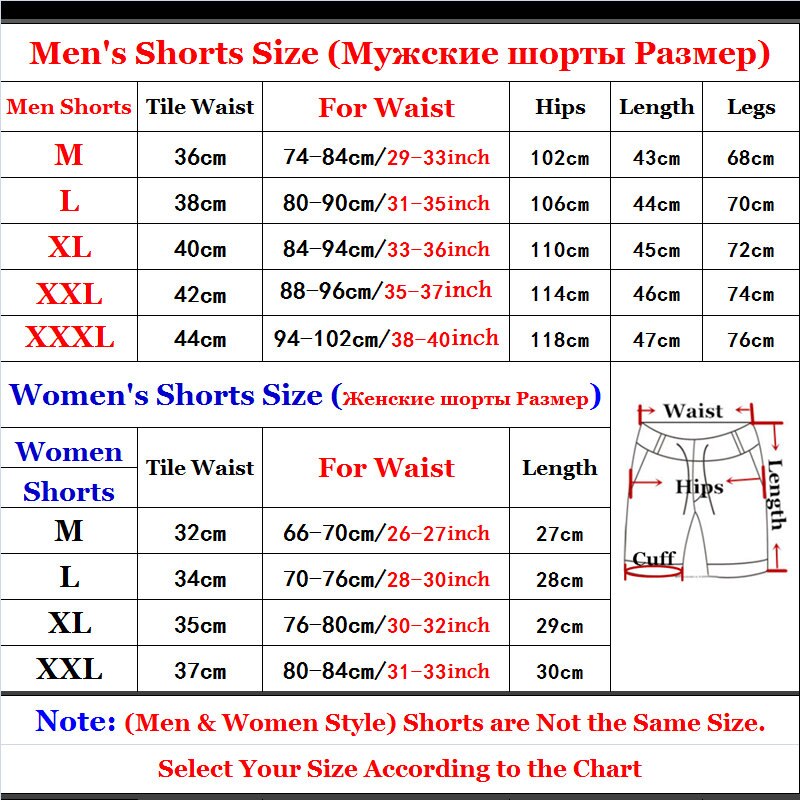 Men's Shorts Size (Мужские шорты Размер)
Men Shorts Tile Waist For Waist Hips Length Legs
M 36cm 74-84cm/29-33inch 102cm 43cm 68cm
L 38cm 80-90cm/31-35inch 106cm 44cm 70cm
XL 40cm 84-94cm/33-36inch 110cm 45cm 72cm
XXL 42cm 88-96cm/35-37inch 114cm 46cm 74cm
XXXL 44cm 94-102cm/38-40inch 118cm 47cm 76cm
Women's Shorts Size (Женские шорты Размер)
Women Shorts Tile Waist For Waist Length
M 32cm 66-70cm/26-27inch 27cm
L 34cm 70-76cm/28-30inch 28cm
XL 35cm 76-80cm/30-32inch 29cm
XXL 37cm 80-84cm/31-33inch 30cm
Waist
Hips
Length
Cuff
Note: (Men & Women Style) Shorts are Not the Same Size.
Select Your Size According to the Chart